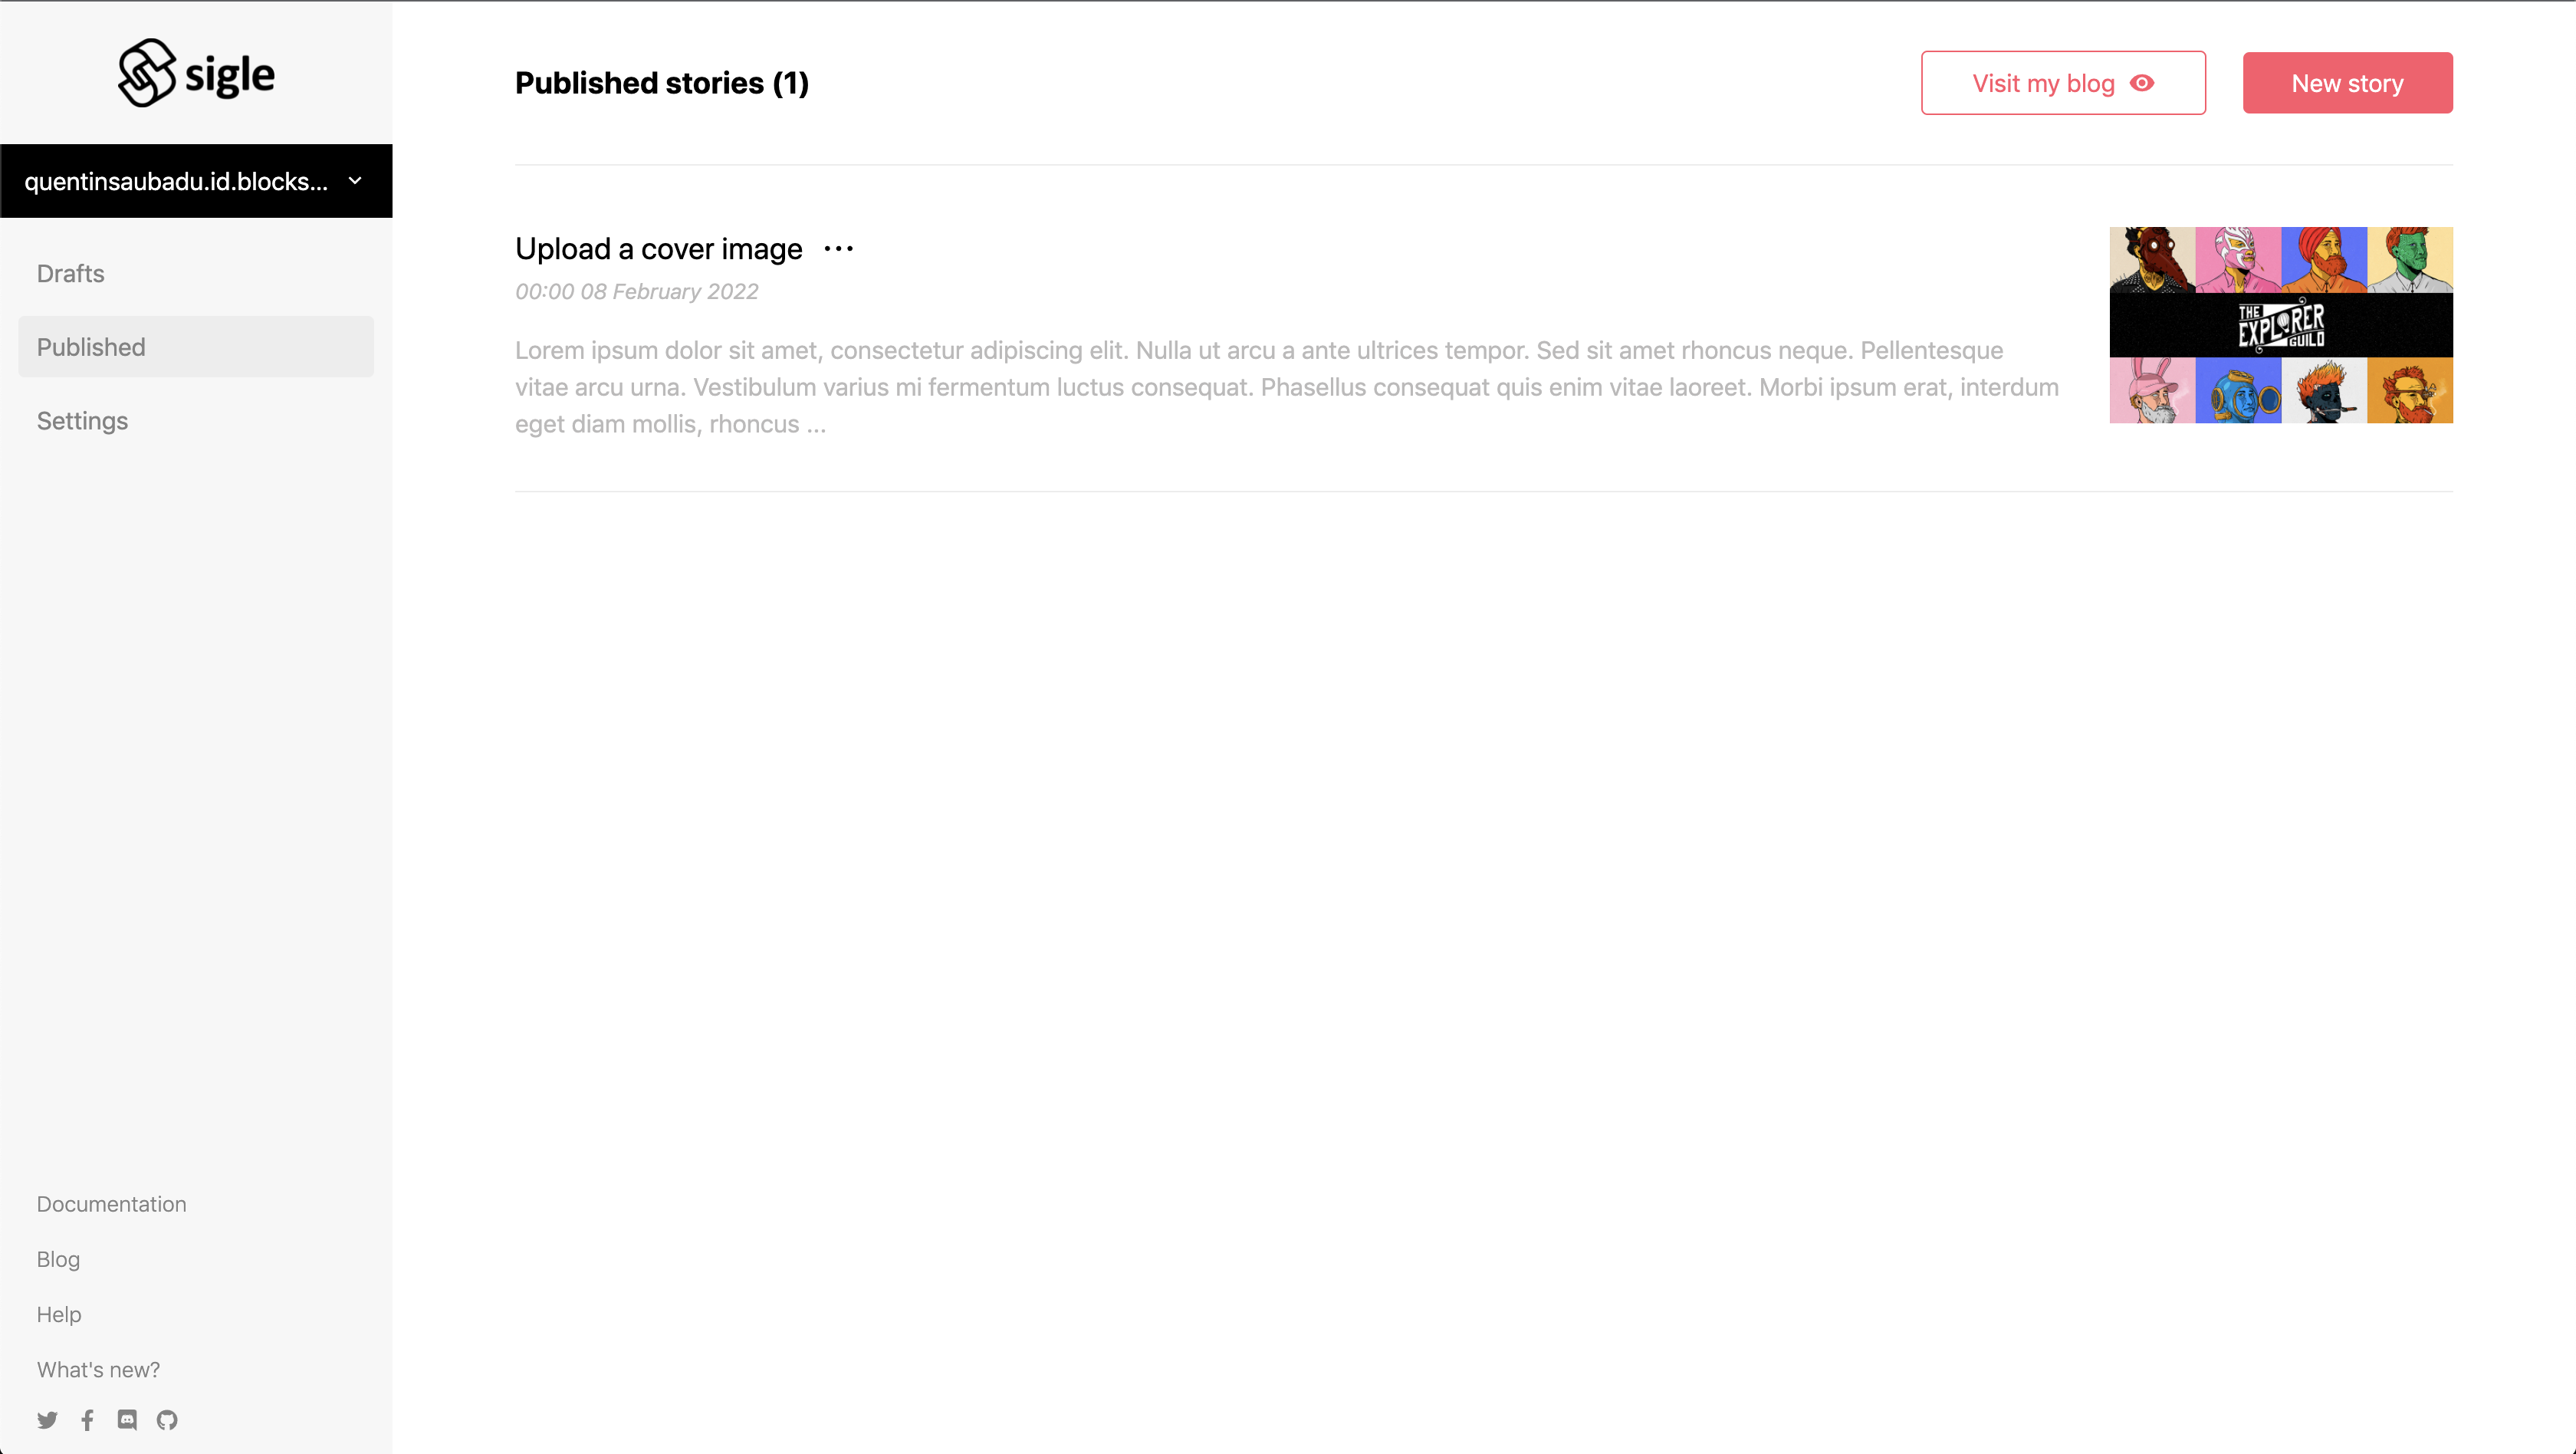 sigle
quentinsaubadu.id.blocks...
Drafts
Published
Settings
Documentation
Blog
Help
What's new?
Published stories (1)
Visit my blog
New story
Upload a cover image
00:00 08 February 2022
Lorem ipsum dolor sit amet, consectetur adipiscing elit. Nulla ut arcu a ante ultrices tempor. Sed sit amet rhoncus neque. Pellentesque
vitae arcu urna. Vestibulum varius mi fermentum luctus consequat. Phasellus consequat quis enim vitae laoreet. Morbi ipsum erat, interdum
eget diam mollis, rhoncus ...
THE
EXPLORER
GUILD